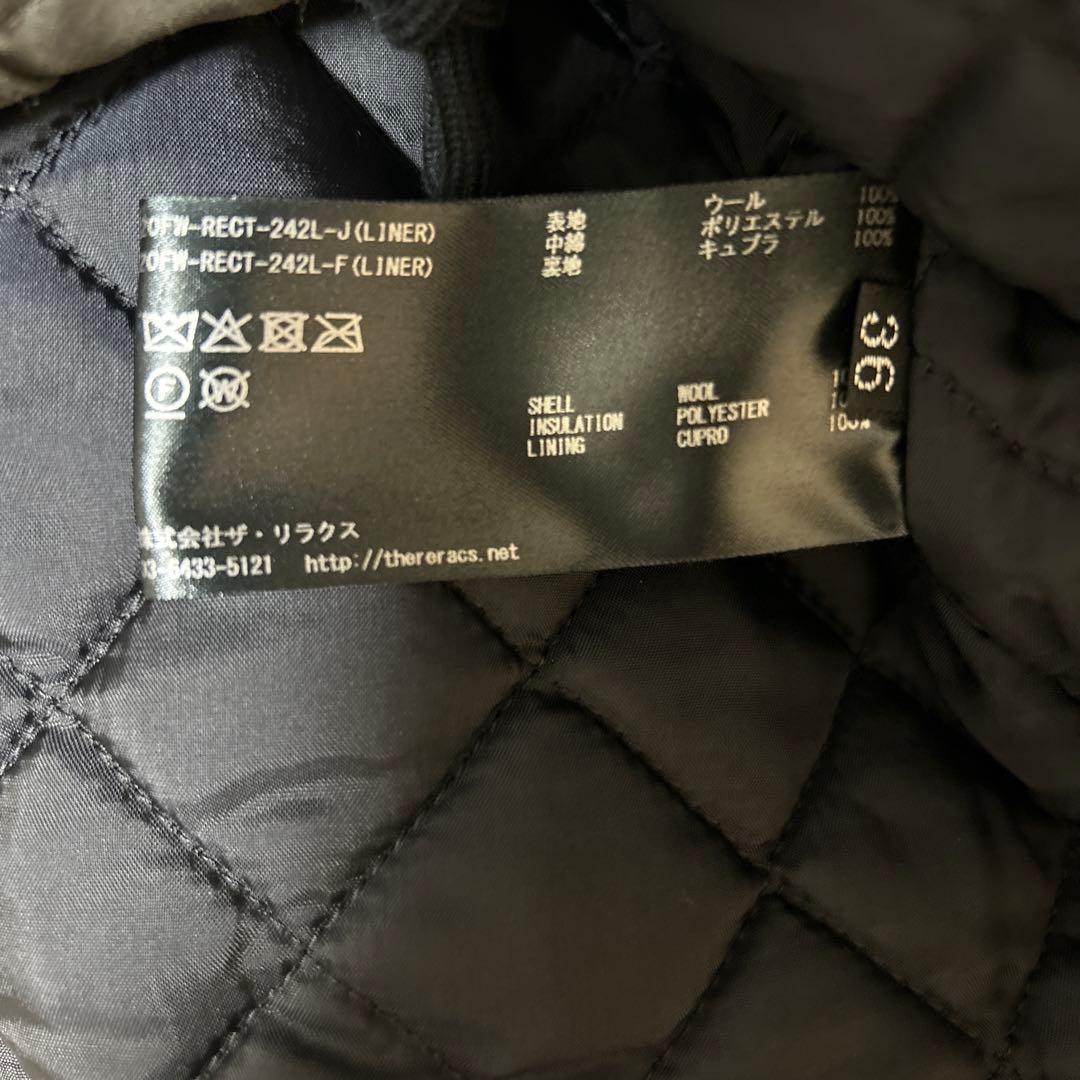 20FW-RECT-242L-J(LINER)
20FW-RECT-242L-F(LINER)
表地 ウール 100%
中綿 ポリエステル 100%
裏地 キュプラ 100%
F
W
36
SHELL WOOL
INSULATION POLYESTER
LINING CUPRO 100%
株式会社ザ・リラクス
03-6433-5121 http://thereracs.net